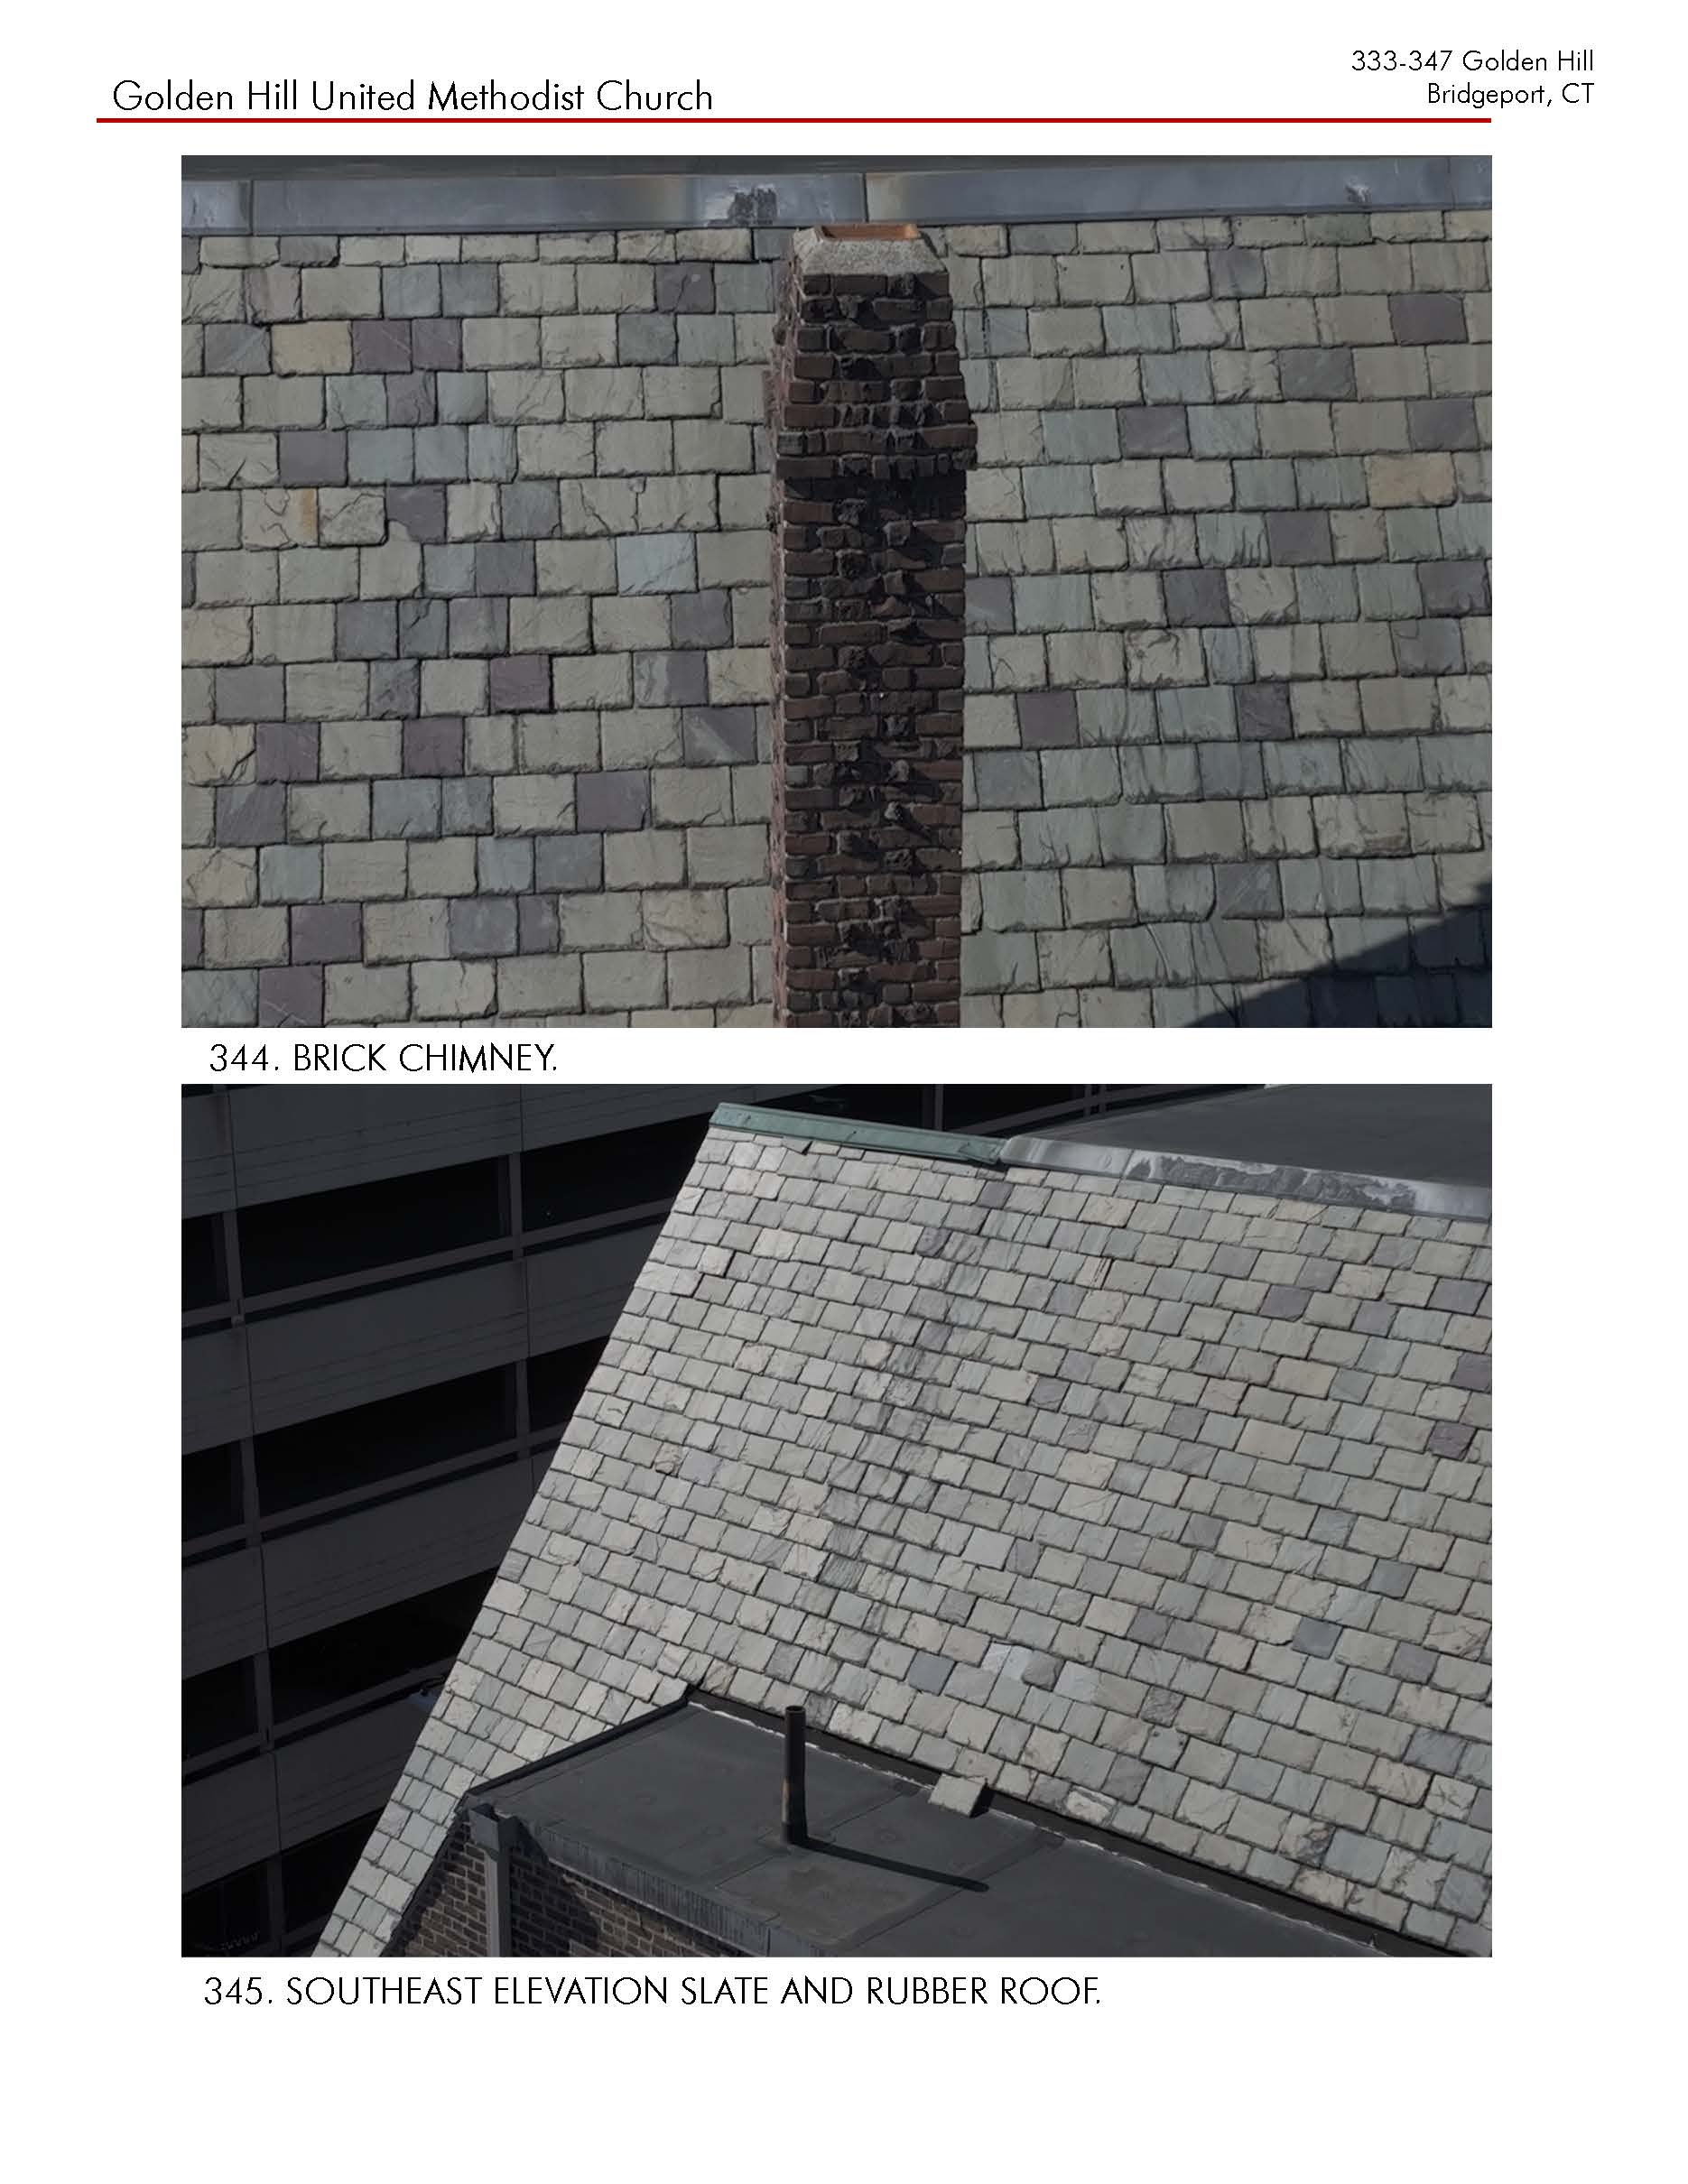 333-347 Golden Hill
Golden Hill United Methodist Church
Bridgeport, CT
344. BRICK CHIMNEY.
345. SOUTHEAST ELEVATION SLATE AND RUBBER ROOF.